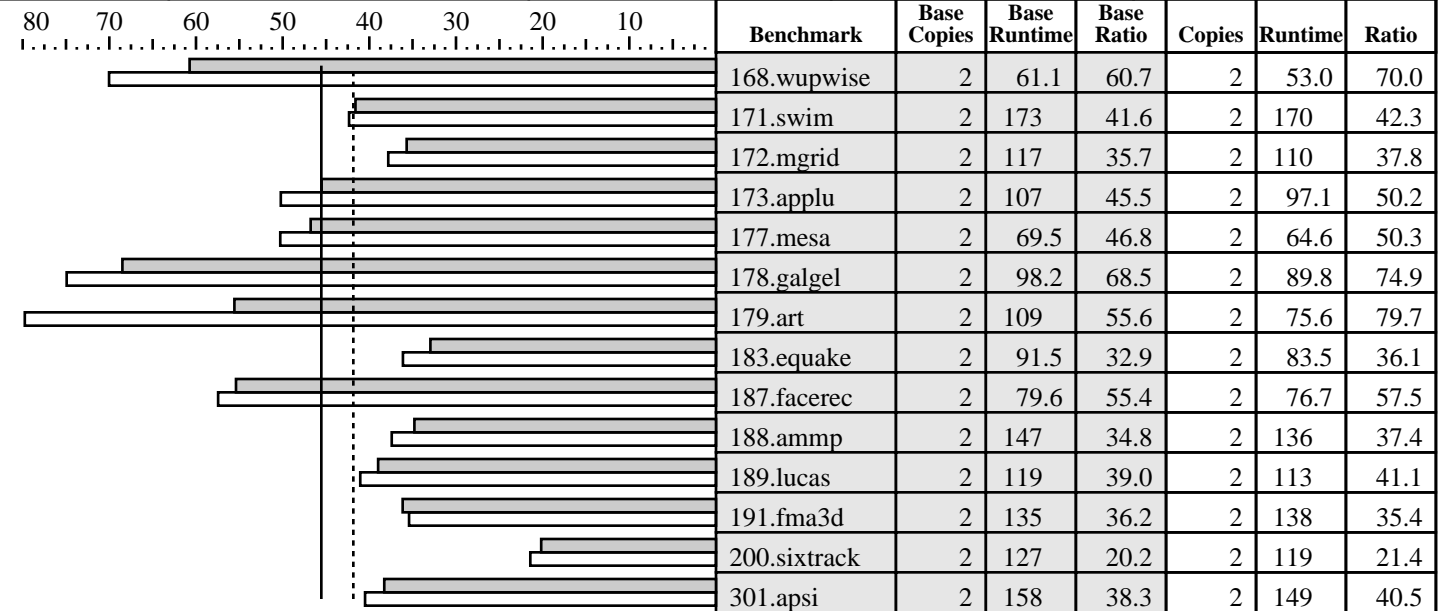 80 70 60 50 40 30 20 10
Benchmark Base Copies Base Runtime Base Ratio Copies Runtime Ratio
168.wupwise 2 61.1 60.7 2 53.0 70.0
171.swim 2 173 41.6 2 170 42.3
172.mgrid 2 117 35.7 2 110 37.8
173.applu 2 107 45.5 2 97.1 50.2
177.mesa 2 69.5 46.8 2 64.6 50.3
178.galgel 2 98.2 68.5 2 89.8 74.9
179.art 2 109 55.6 2 75.6 79.7
183.equake 2 91.5 32.9 2 83.5 36.1
187.facerec 2 79.6 55.4 2 76.7 57.5
188.ammp 2 147 34.8 2 136 37.4
189.lucas 2 119 39.0 2 113 41.1
191.fma3d 2 135 36.2 2 138 35.4
200.sixtrack 2 127 20.2 2 119 21.4
301.apsi 2 158 38.3 2 149 40.5